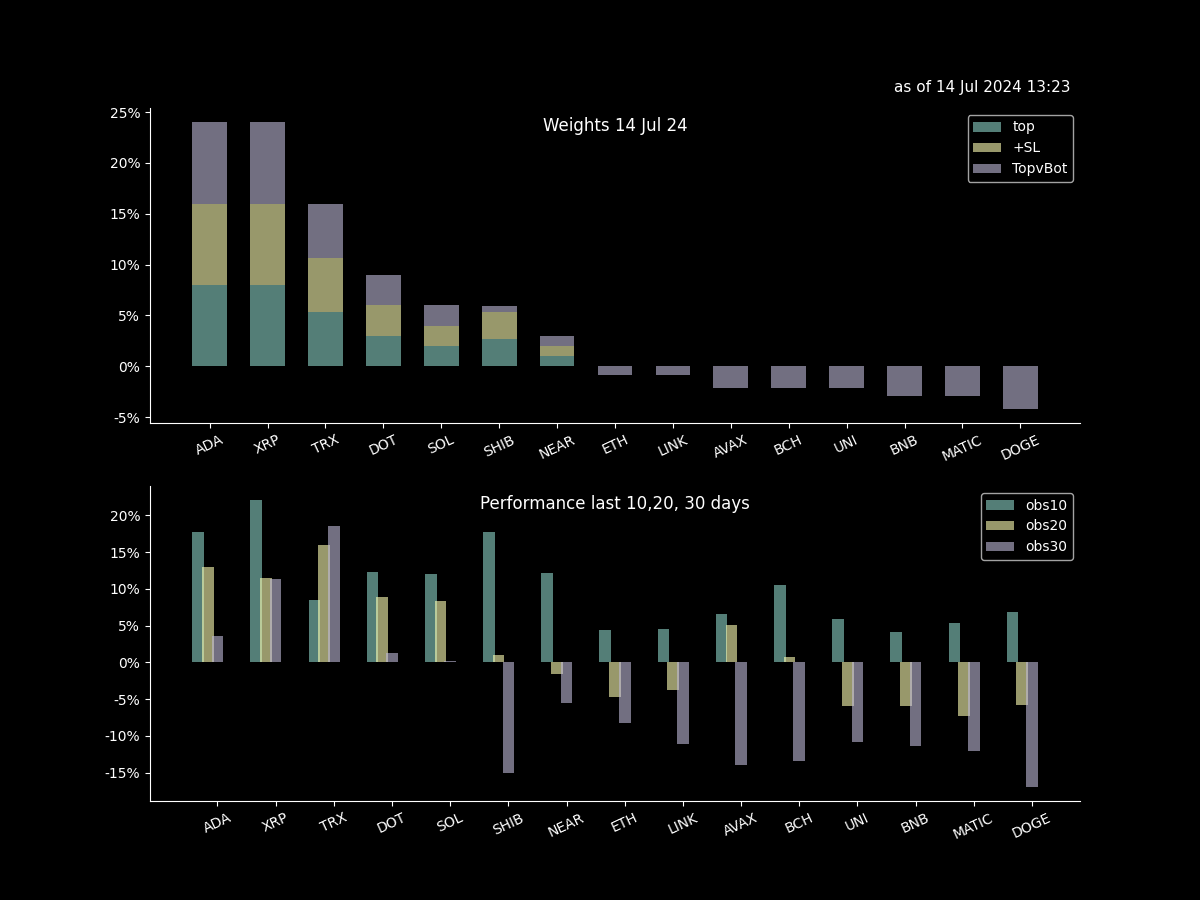 as of 14 Jul 2024 13:23
Weights 14 Jul 24
top
+SL
TopvBot
25%
20%
15%
10%
5%
0%
-5%
ADA XRP TRX DOT SOL SHIB NEAR ETH LINK AVAX BCH UNI BNB MATIC DOGE
Performance last 10,20, 30 days
obs10
obs20
obs30
20%
15%
10%
5%
0%
-5%
-10%
-15%
ADA XRP TRX DOT SOL SHIB NEAR ETH LINK AVAX BCH UNI BNB MATIC DOGE